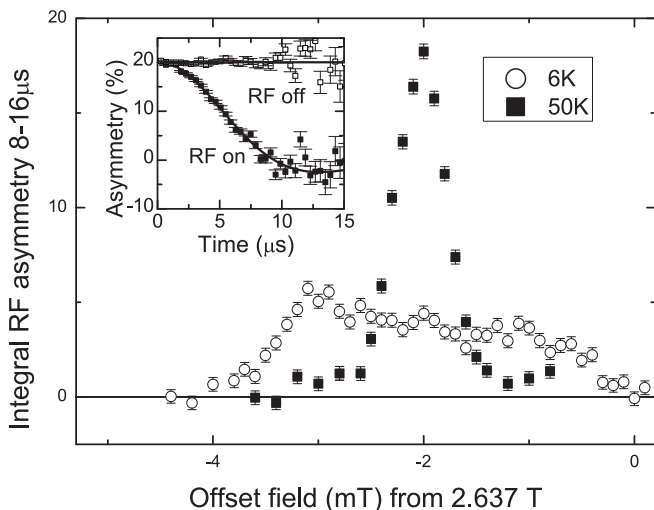 20
10
0
Integral RF asymmetry 8-16μs
-4
-2
0
Offset field (mT) from 2.637 T
6K
50K
20
10
0
-10
Asymmetry (%)
RF off
RF on
0
5
10
15
Time (μs)